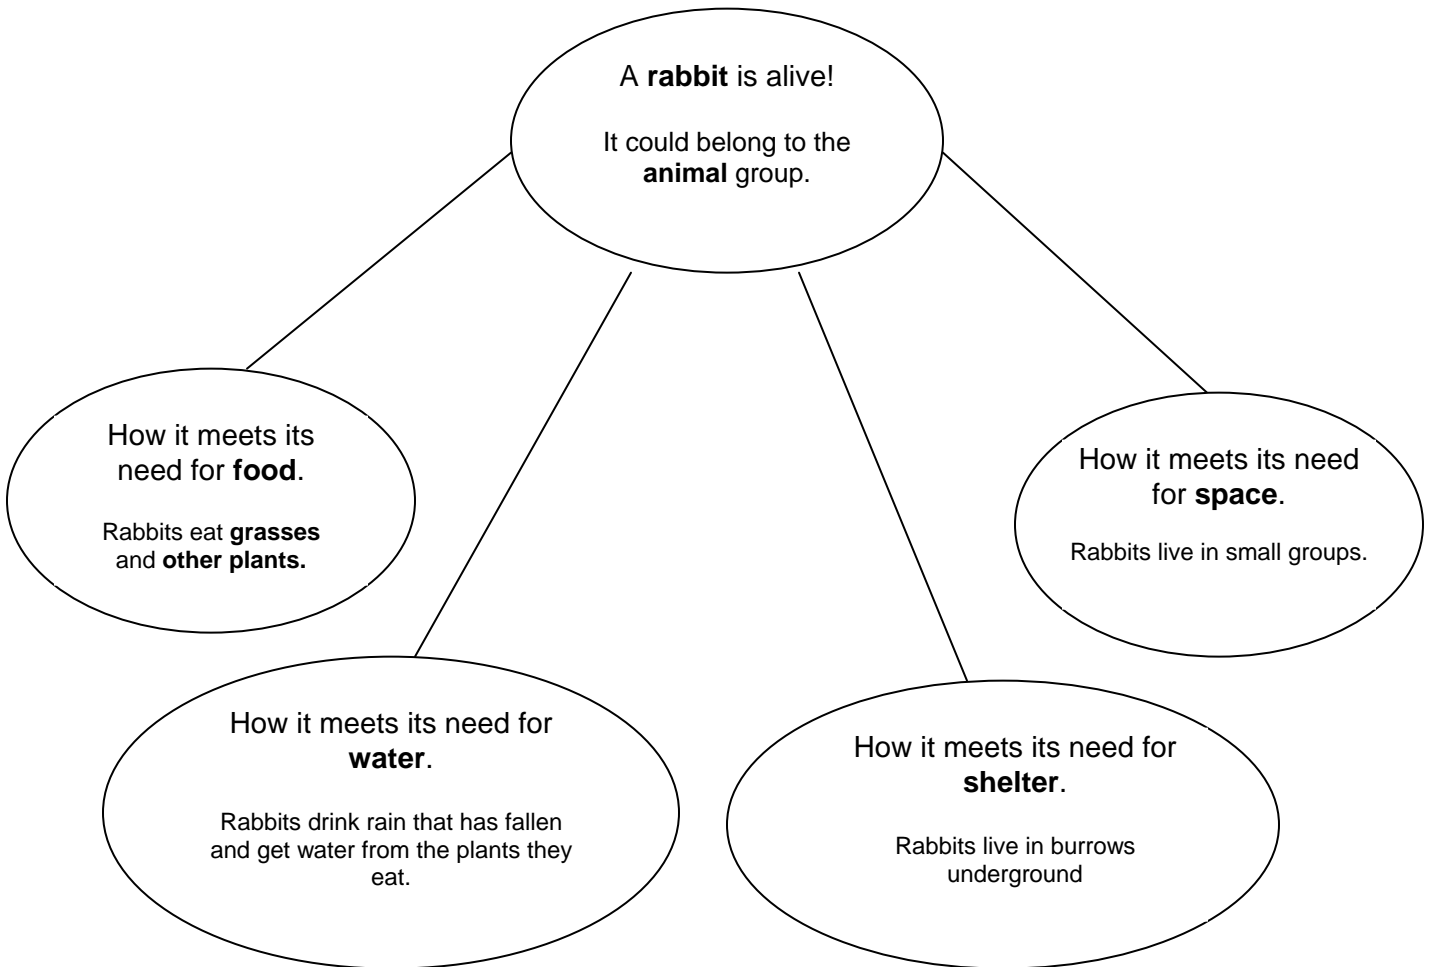 A rabbit is alive!
It could belong to the
animal group.
How it meets its
need for food.
Rabbits eat grasses
and other plants.
How it meets its need
for space.
Rabbits live in small groups.
How it meets its need for
water.
Rabbits drink rain that has fallen
and get water from the plants they
eat.
How it meets its need for
shelter.
Rabbits live in burrows
underground